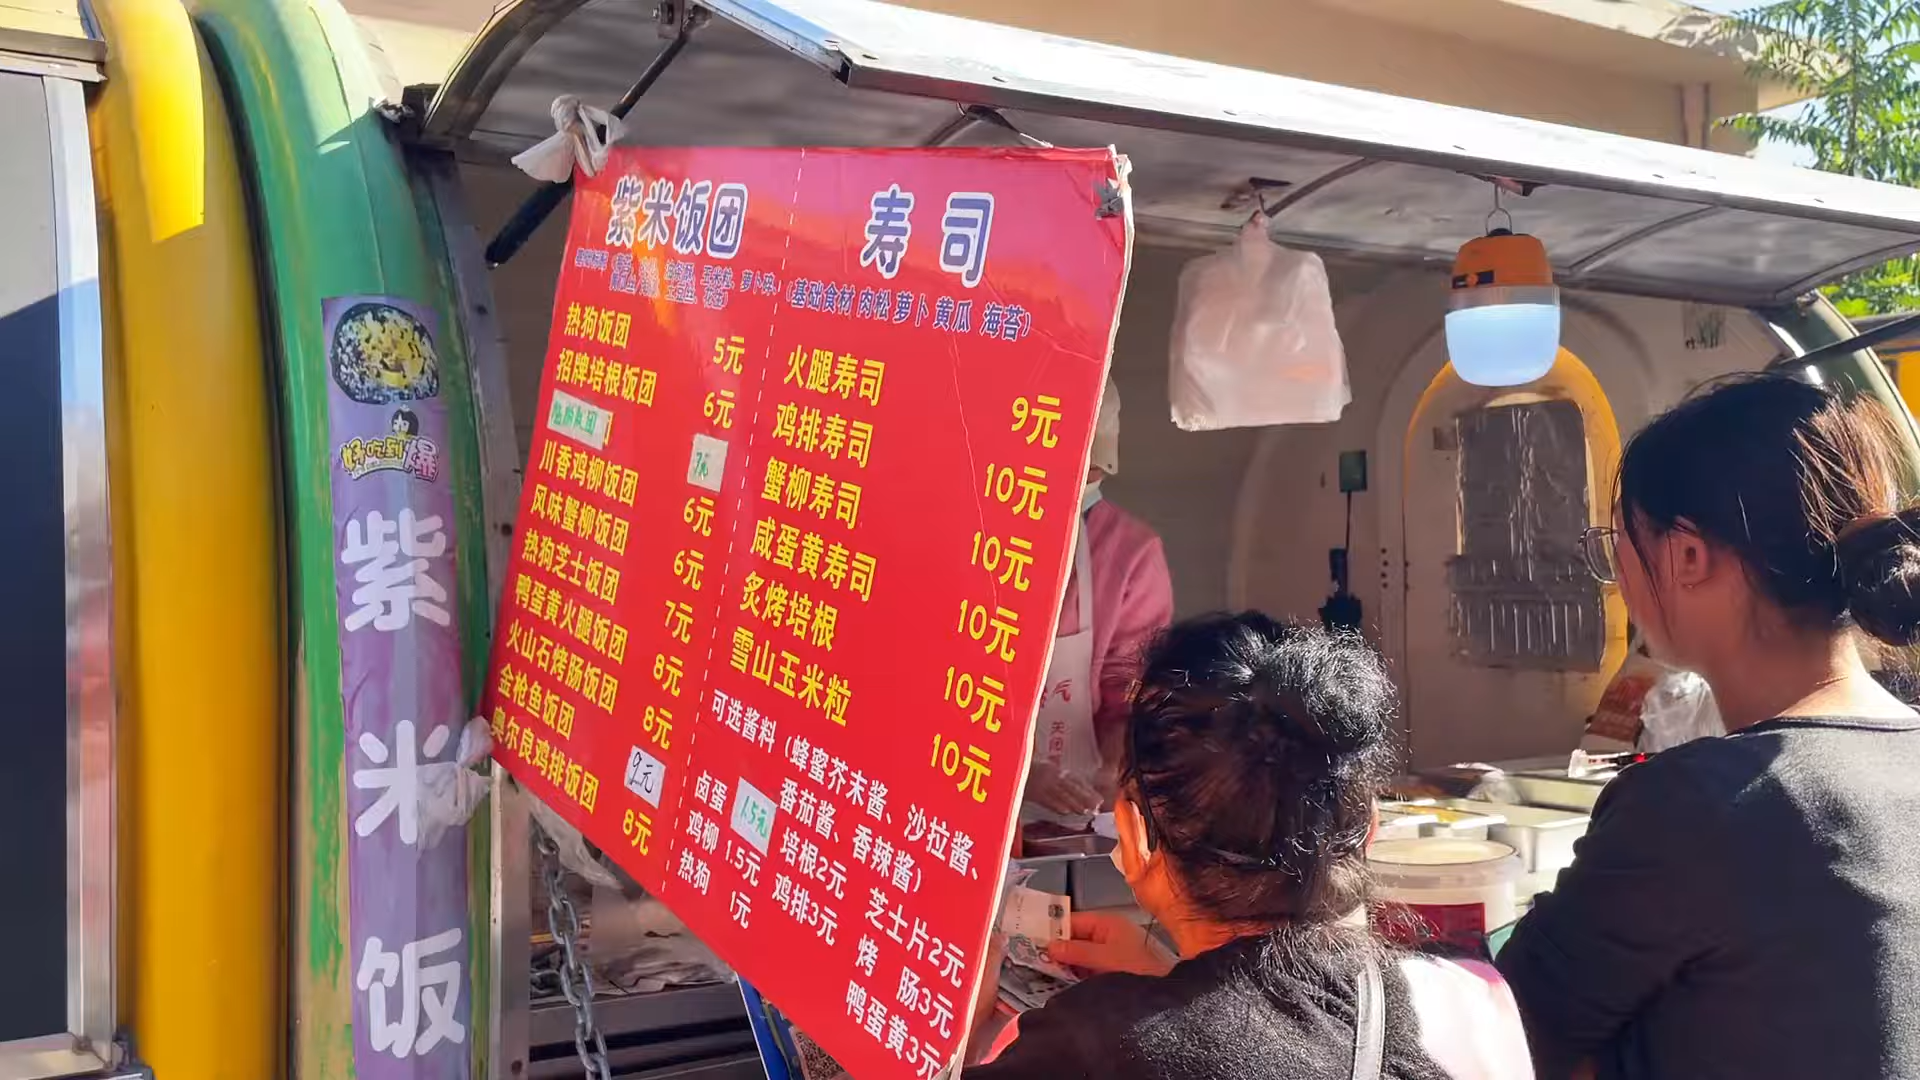 紫米饭团
热狗饭团 5元
招牌培根饭团 6元
7元
川香鸡柳饭团 6元
风味蟹柳饭团 6元
热狗芝士饭团 7元
鸭蛋黄火腿饭团 8元
火山石烤肠饭团 8元
金枪鱼饭团 9元
奥尔良鸡排饭团 8元
寿司
(基础食材 肉松 萝卜 黄瓜 海苔)
火腿寿司 9元
鸡排寿司 10元
蟹柳寿司 10元
咸蛋黄寿司 10元
炙烤培根 10元
雪山玉米粒 10元
可选酱料(蜂蜜芥末酱、沙拉酱、
番茄酱、香辣酱)
卤蛋 1.5元 培根2元 芝士片2元
鸡柳 1.5元 鸡排3元 烤肠3元
热狗 1元 鸭蛋黄3元
好吃到爆
紫米饭
关闭